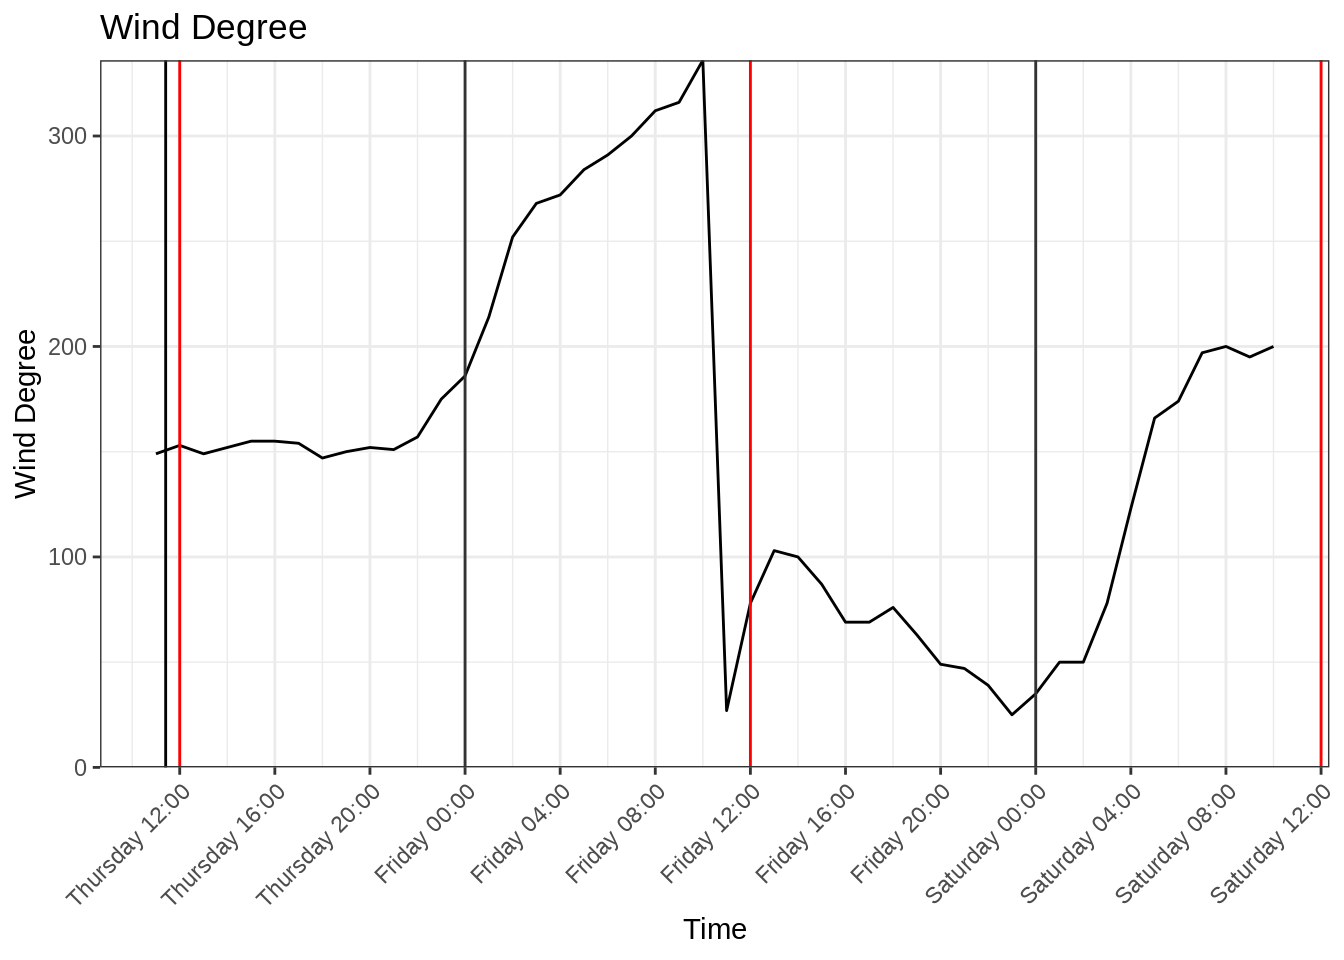 Wind Degree
Wind Degree
300
200
100
0
Thursday 12:00
Thursday 16:00
Thursday 20:00
Friday 00:00
Friday 04:00
Friday 08:00
Friday 12:00
Friday 16:00
Friday 20:00
Saturday 00:00
Saturday 04:00
Saturday 08:00
Saturday 12:00
Time